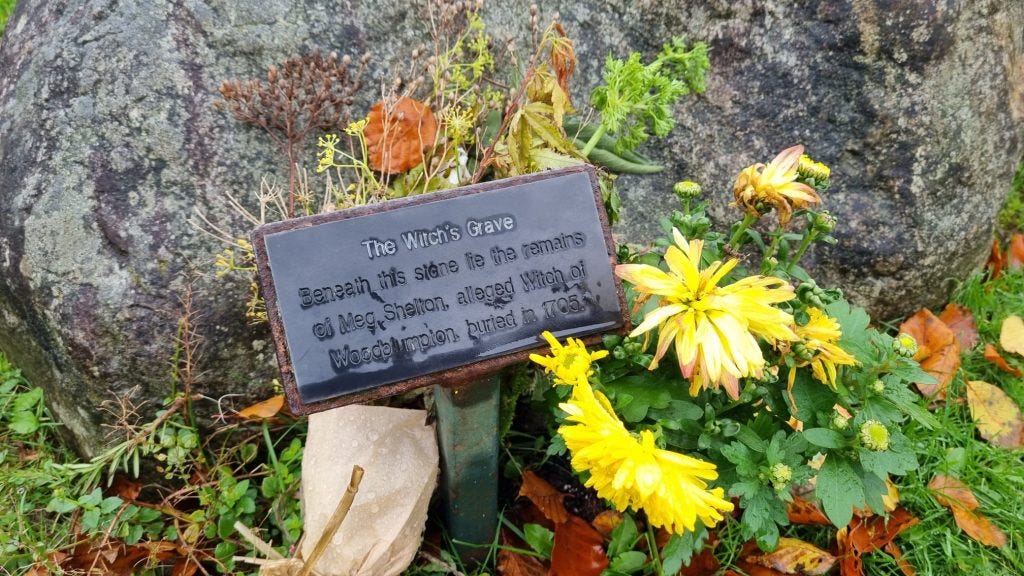 The Witch's Grave
Beneath this stone lie the remains
of Meg Shelton, alleged Witch of
Woodplumpton, buried in 1705.